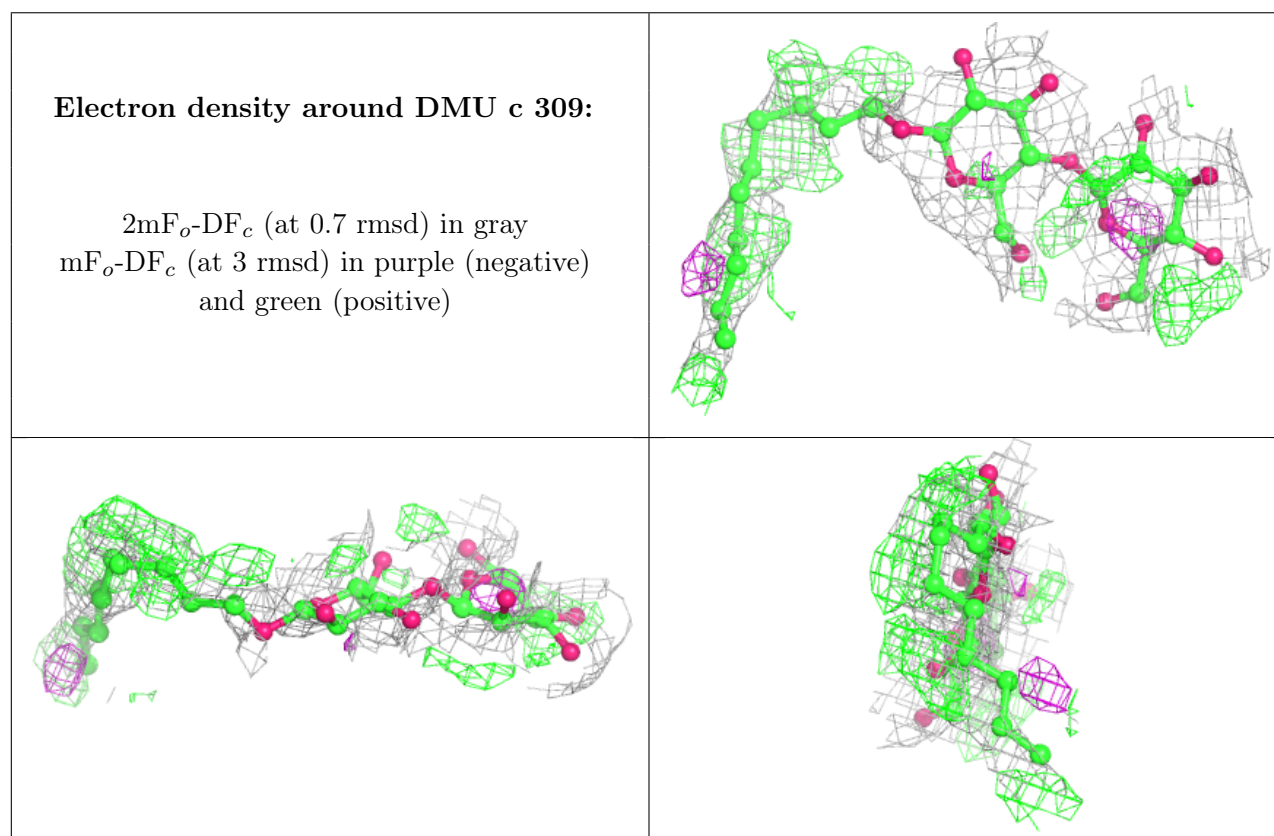 Electron density around DMU c 309:
2mFo-DFc (at 0.7 rmsd) in gray
mFo-DFc (at 3 rmsd) in purple (negative)
and green (positive)